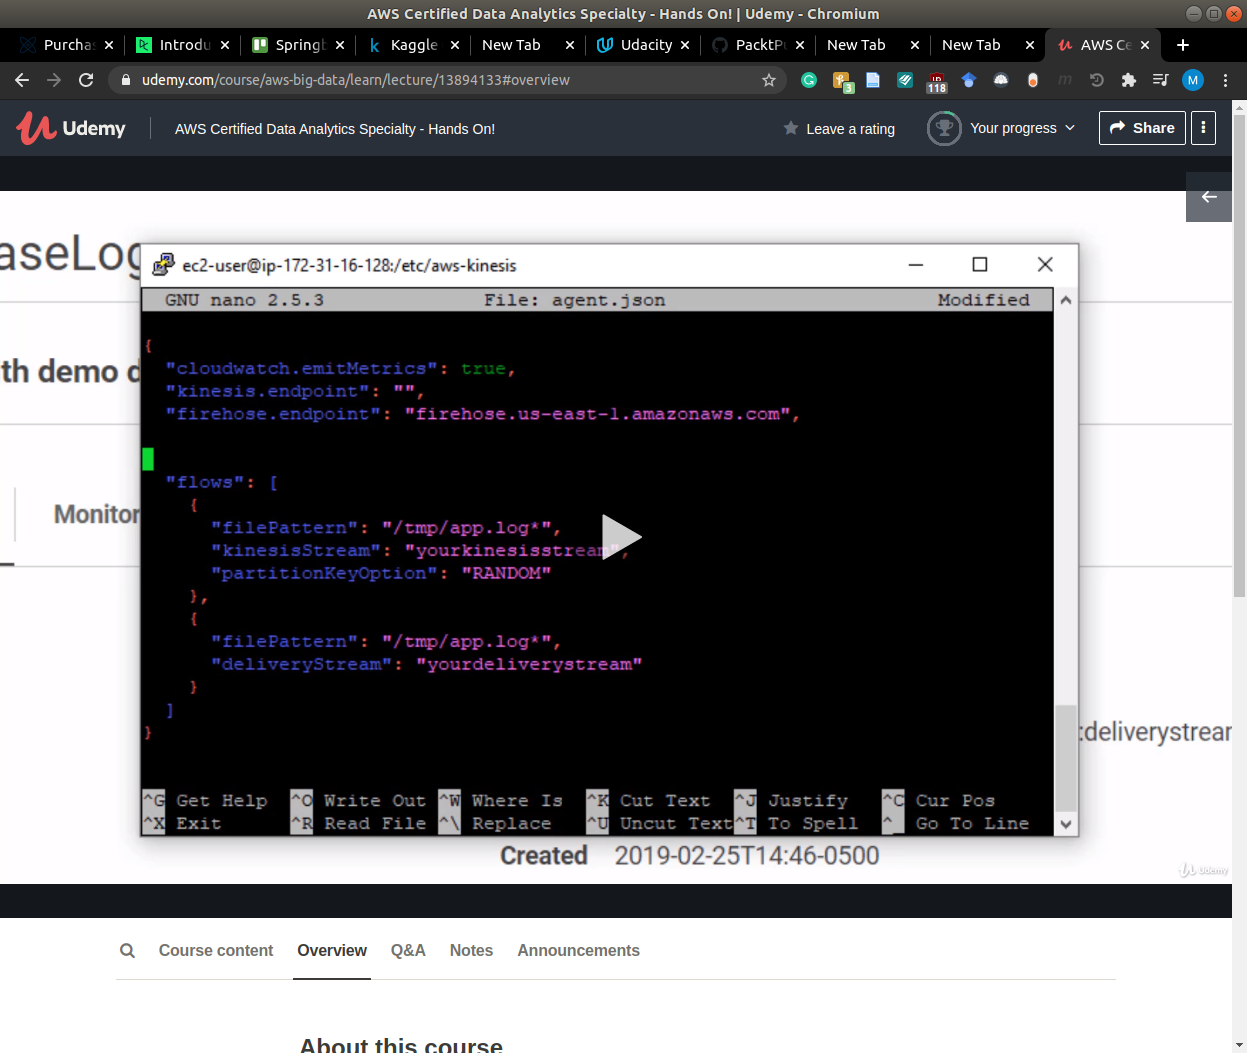 AWS Certified Data Analytics Specialty - Hands On! | Udemy - Chromium
Purchas
Introdu
Springb
Kaggle
New Tab
Udacity
PacktPu
New Tab
New Tab
AWS Ce
udemy.com/course/aws-big-data/learn/lecture/13894133#overview
3
118
M
Udemy
AWS Certified Data Analytics Specialty - Hands On!
Leave a rating
Your progress
Share
aseLog
th demo d
Monitor
:deliverystrear
ec2-user@ip-172-31-16-128:/etc/aws-kinesis
GNU nano 2.5.3 File: agent.json Modified
{
"cloudwatch.emitMetrics": true,
"kinesis.endpoint": "",
"firehose.endpoint": "firehose.us-east-1.amazonaws.com",
"flows": [
{
"filePattern": "/tmp/app.log*",
"kinesisStream": "yourkinesisstream",
"partitionKeyOption": "RANDOM"
},
{
"filePattern": "/tmp/app.log*",
"deliveryStream": "yourdeliverystream"
}
]
}
^G Get Help ^O Write Out ^W Where Is ^K Cut Text ^J Justify ^C Cur Pos
^X Exit ^R Read File ^\ Replace ^U Uncut Text ^T To Spell ^_ Go To Line
Created 2019-02-25T14:46-0500
Udemy
Course content
Overview
Q&A
Notes
Announcements
About this course